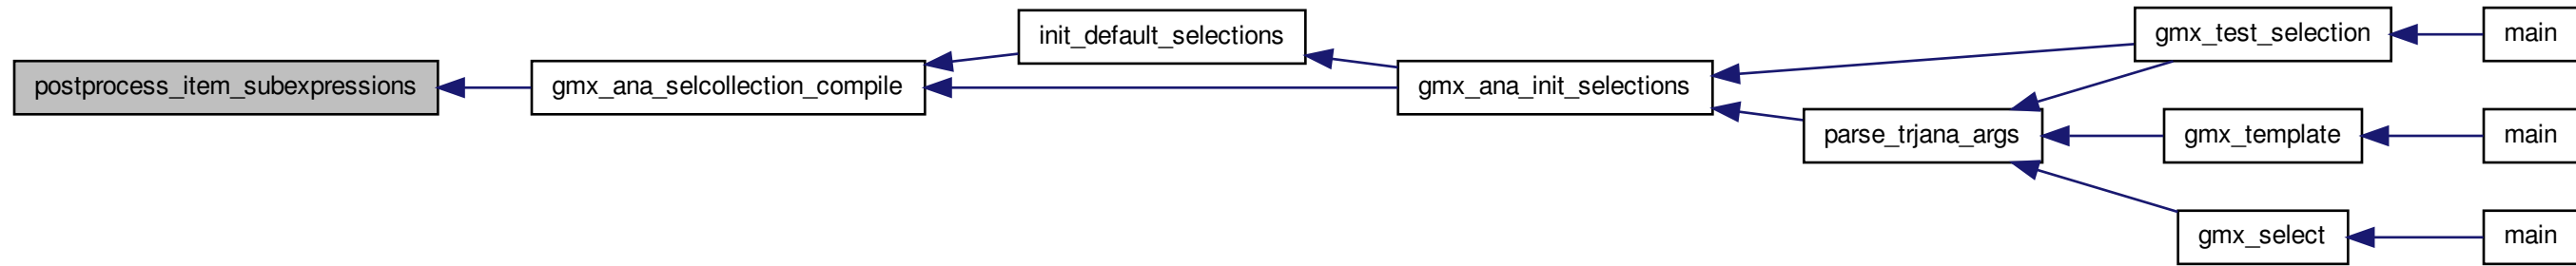 postprocess_item_subexpressions
gmx_ana_selcollection_compile
init_default_selections
gmx_ana_init_selections
gmx_test_selection
main
parse_trjana_args
gmx_template
main
gmx_select
main